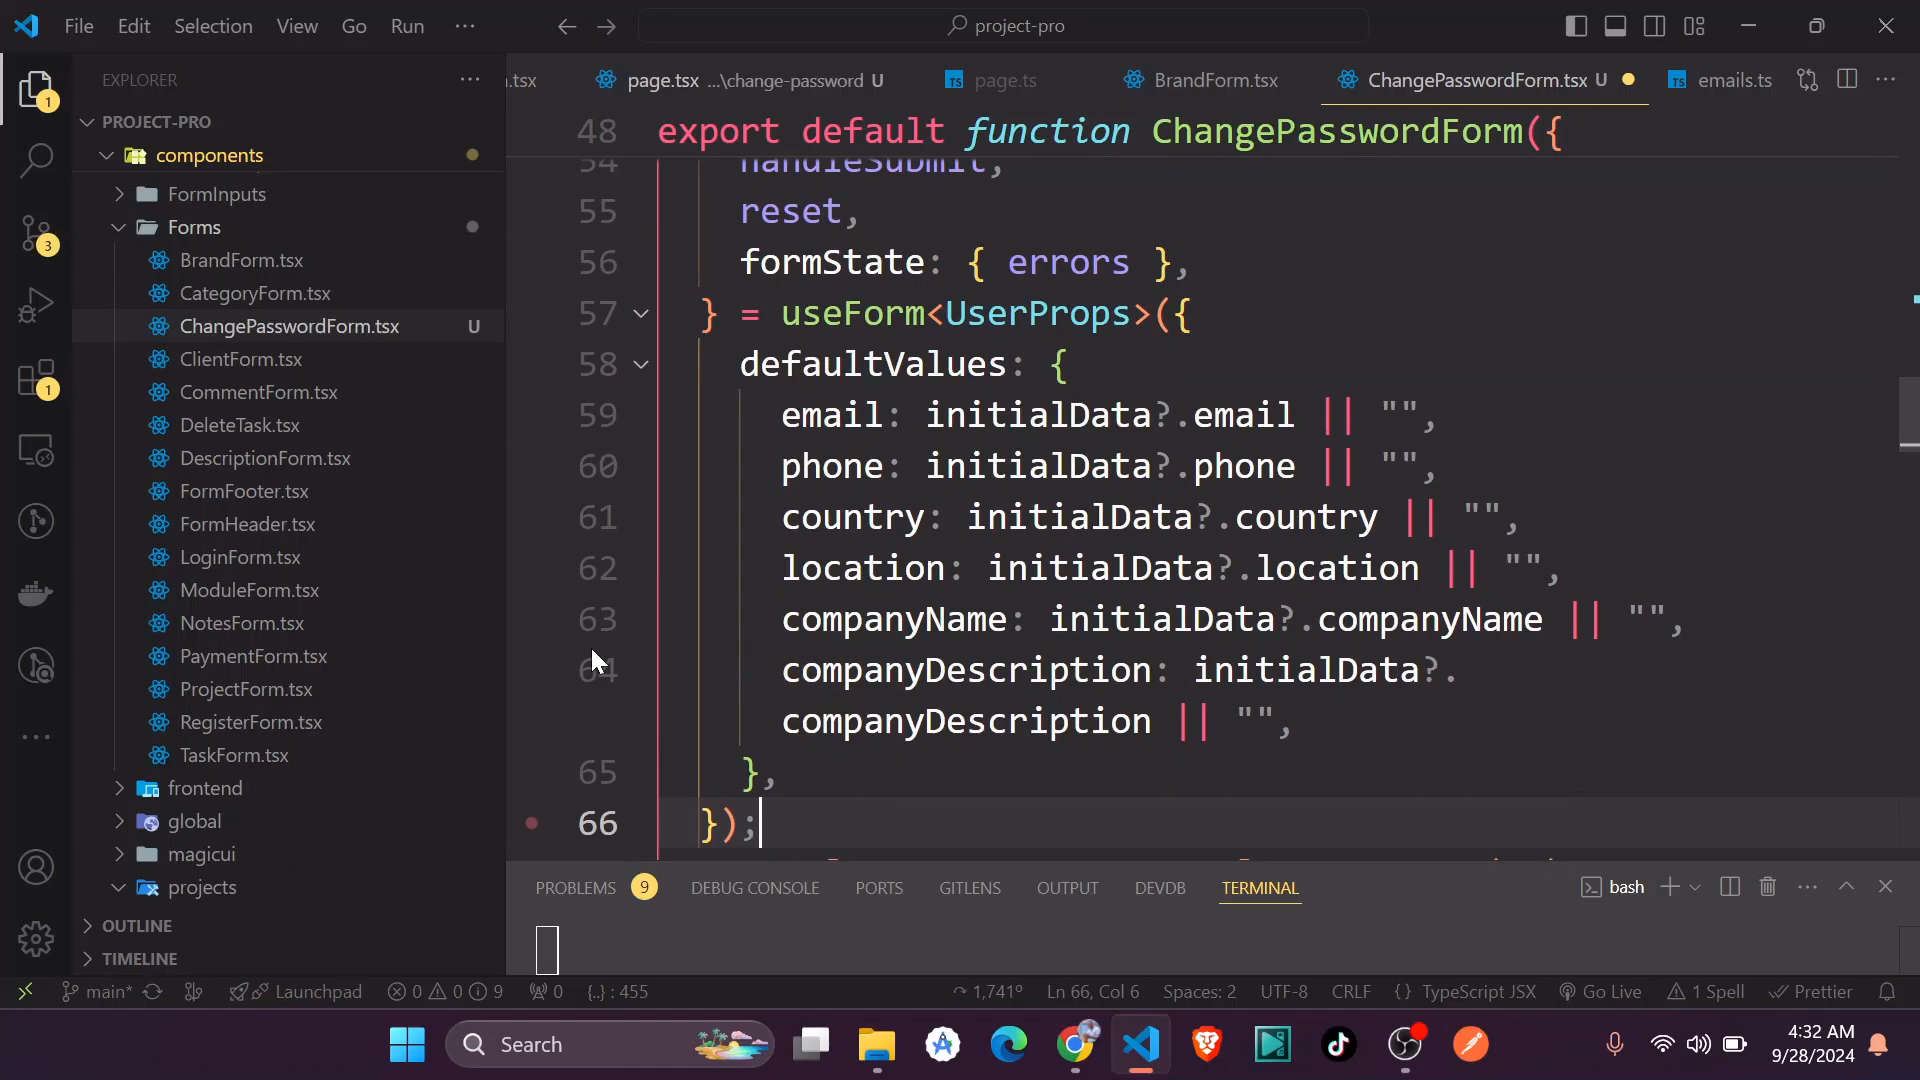 File Edit Selection View Go Run ···
project-pro
EXPLORER ···
PROJECT-PRO
components
FormInputs
Forms
BrandForm.tsx
CategoryForm.tsx
ChangePasswordForm.tsx U
ClientForm.tsx
CommentForm.tsx
DeleteTask.tsx
DescriptionForm.tsx
FormFooter.tsx
FormHeader.tsx
LoginForm.tsx
ModuleForm.tsx
NotesForm.tsx
PaymentForm.tsx
ProjectForm.tsx
RegisterForm.tsx
TaskForm.tsx
frontend
global
magicui
projects
OUTLINE
TIMELINE
1
3
1
.tsx page.tsx ...\change-password U page.ts BrandForm.tsx ChangePasswordForm.tsx U emails.ts
48 export default function ChangePasswordForm({
54 handleSubmit,
55 reset,
56 formState: { errors },
57 } = useForm<UserProps>({
58 defaultValues: {
59 email: initialData?.email || "",
60 phone: initialData?.phone || "",
61 country: initialData?.country || "",
62 location: initialData?.location || "",
63 companyName: initialData?.companyName || "",
64 companyDescription: initialData?.
companyDescription || "",
65 },
66 });
PROBLEMS 9 DEBUG CONSOLE PORTS GITLENS OUTPUT DEVDB TERMINAL bash
main* Launchpad 0 0 9 0 {..} : 455 1,741º Ln 66, Col 6 Spaces: 2 UTF-8 CRLF {} TypeScript JSX Go Live 1 Spell Prettier
Search
4:32 AM
9/28/2024